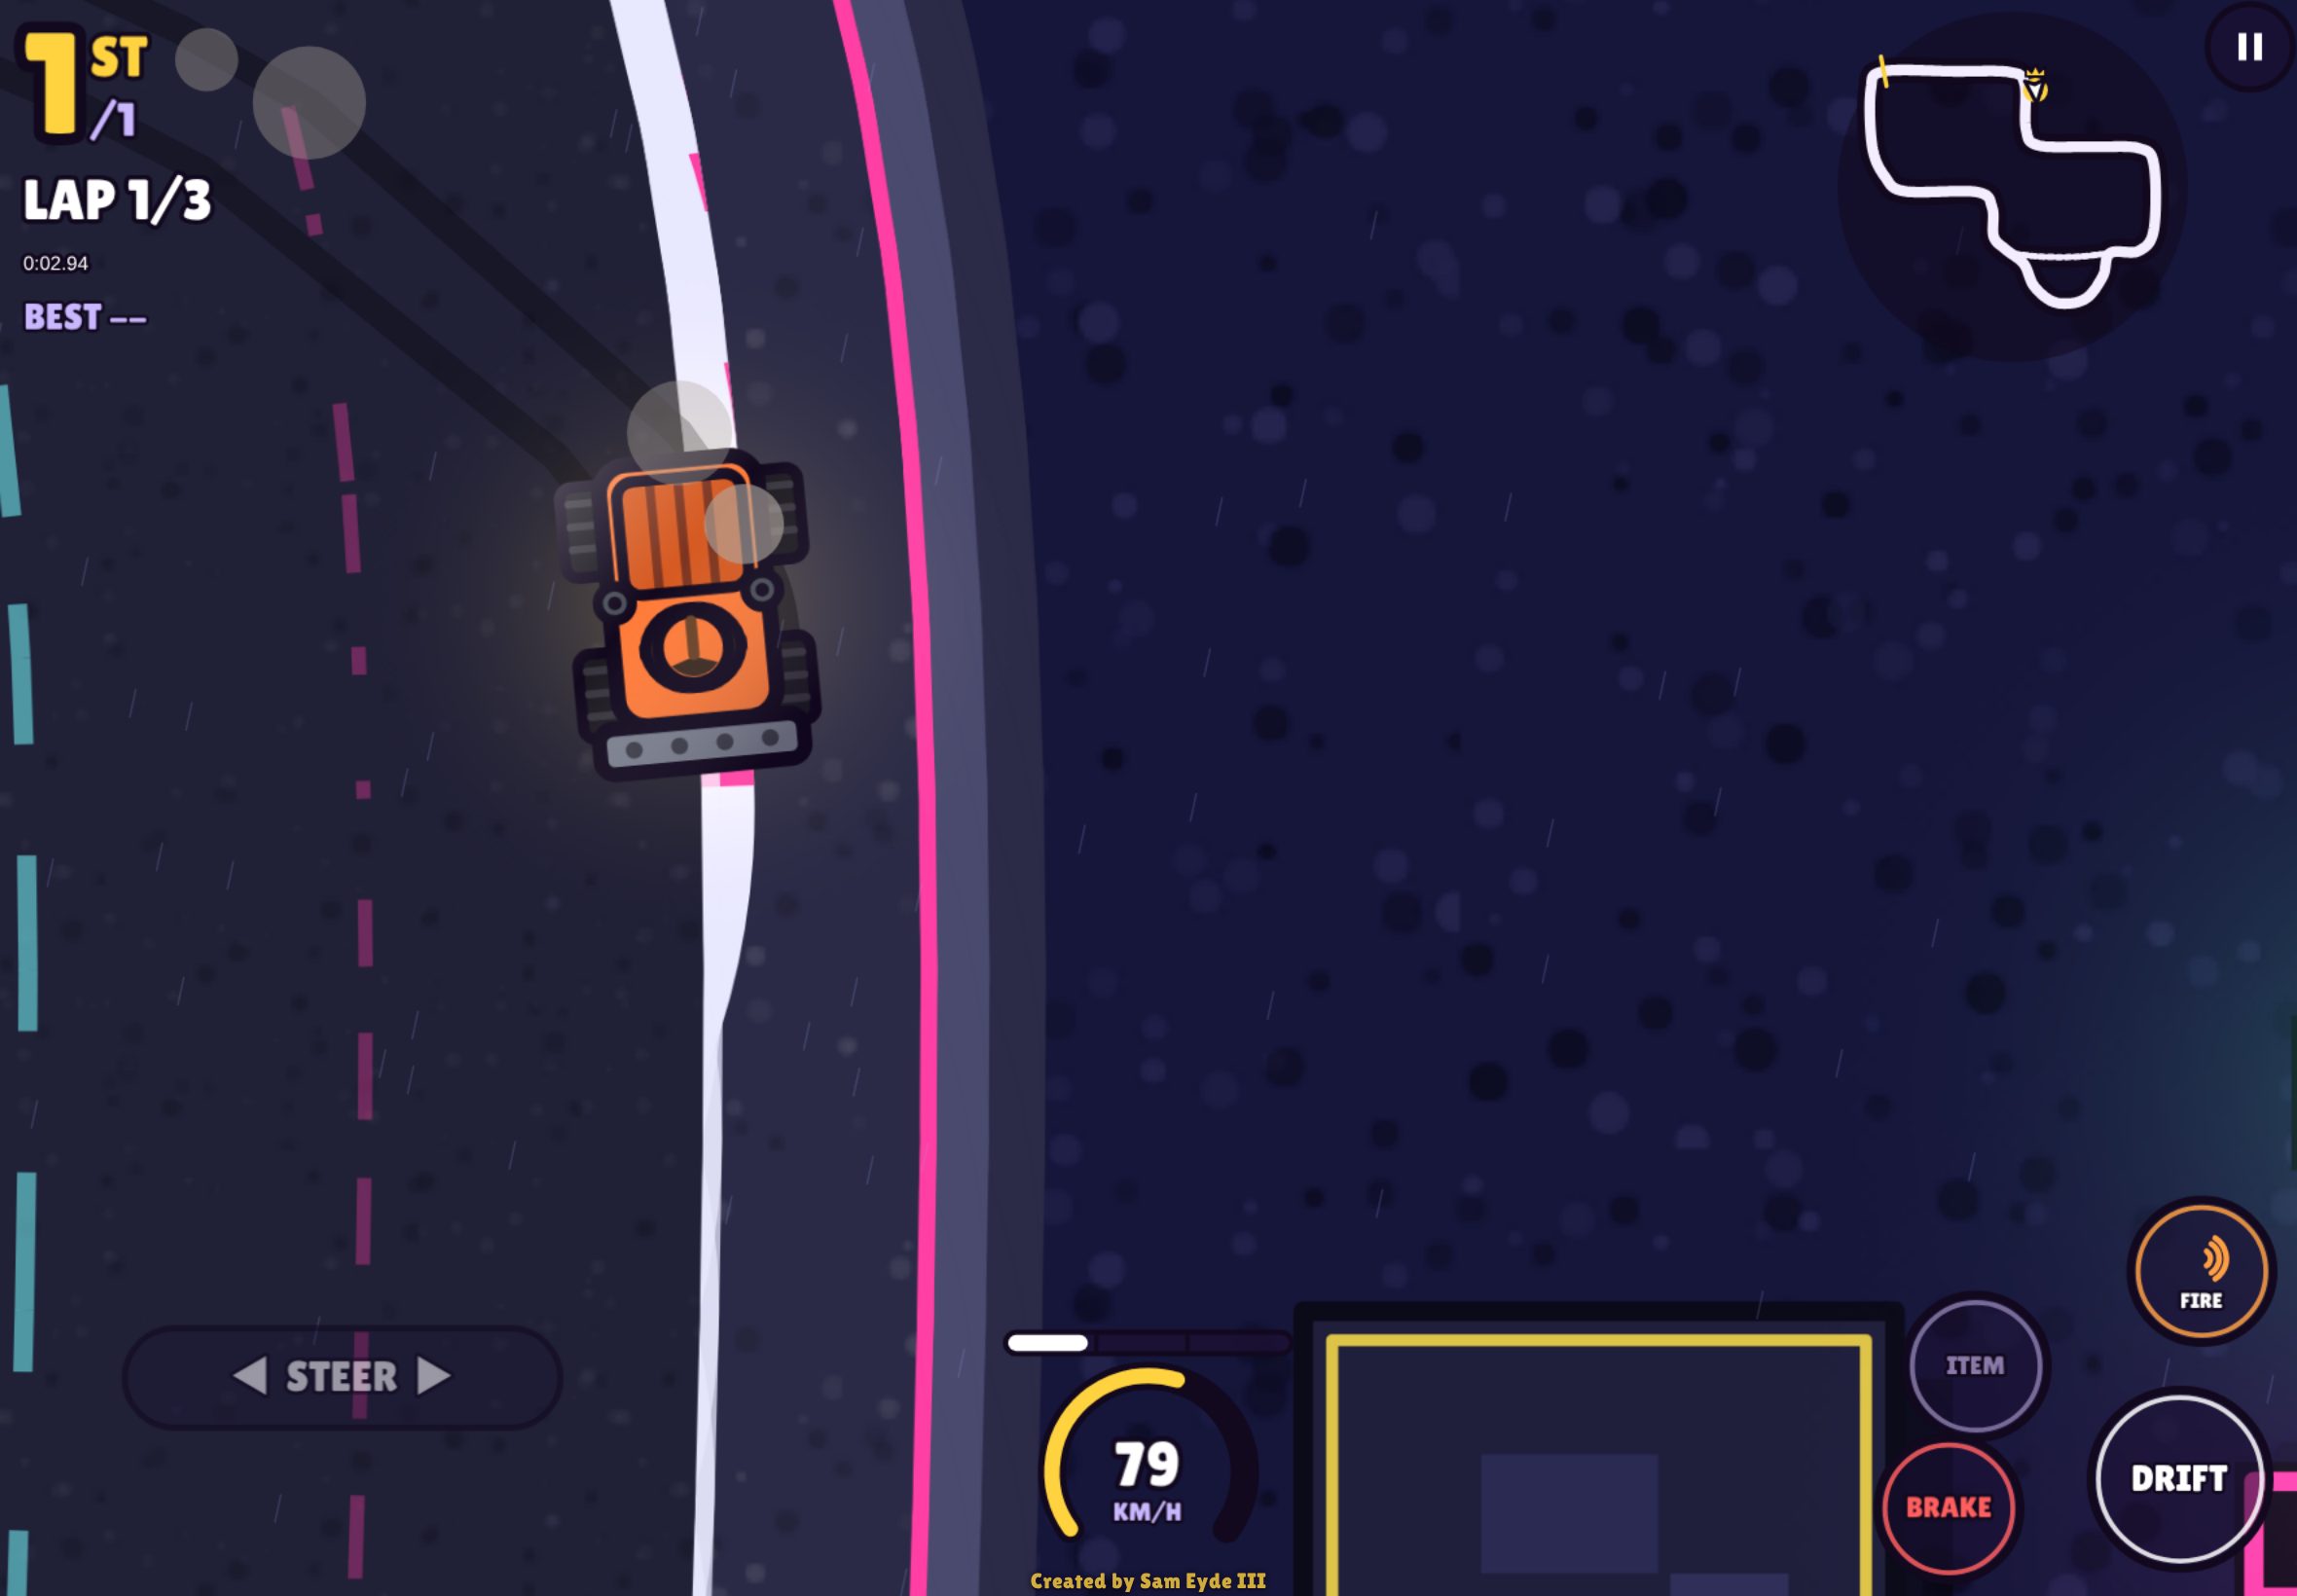 1ST
/1
LAP 1/3
0:02.94
BEST --
STEER
79
KM/H
FIRE
ITEM
DRIFT
BRAKE
Created by Sam Eyde III